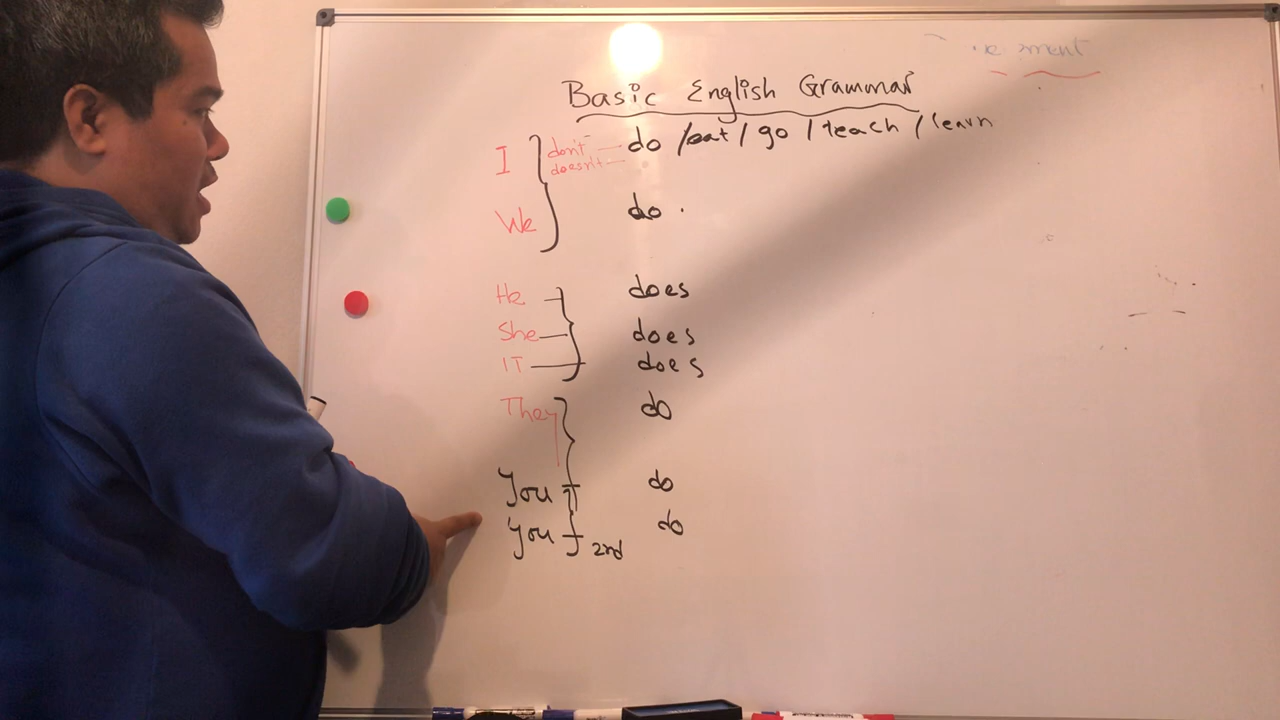 ment
Basic English Grammar
I don't do / eat / go / teach / learn
doesn't
We do .
He does
She does
IT does
They do
You do
you 2nd do